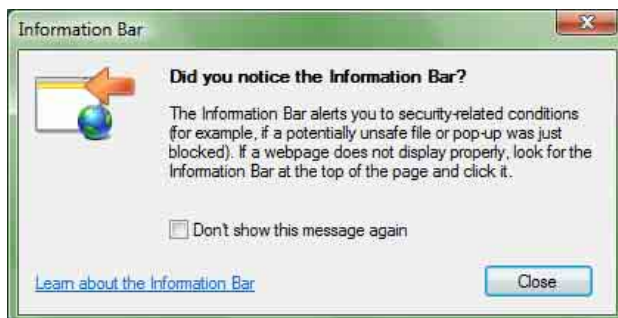 Information Bar
Did you notice the Information Bar?
The Information Bar alerts you to security-related conditions
(for example, if a potentially unsafe file or pop-up was just
blocked). If a webpage does not display properly, look for the
Information Bar at the top of the page and click it.
Don't show this message again
Learn about the Information Bar
Close